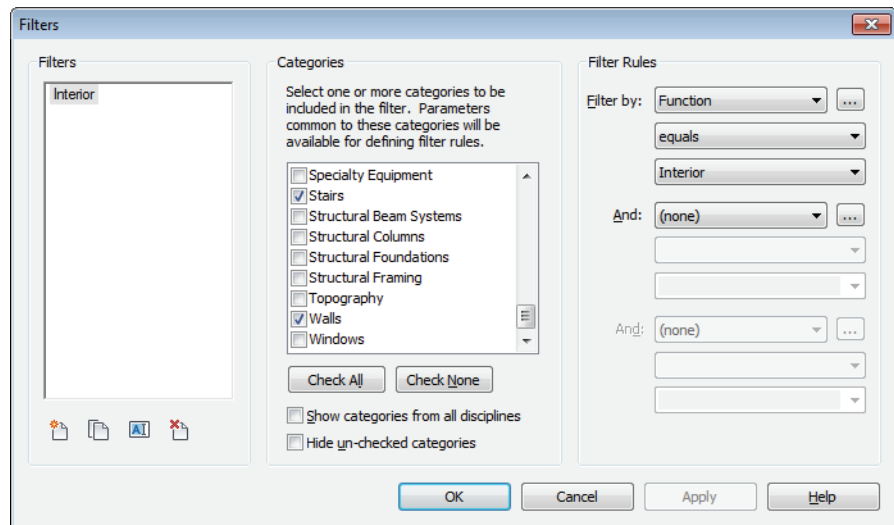 Filters
Filters
Interior
Categories
Select one or more categories to be
included in the filter. Parameters
common to these categories will be
available for defining filter rules.
Specialty Equipment
Stairs
Structural Beam Systems
Structural Columns
Structural Foundations
Structural Framing
Topography
Walls
Windows
Check All
Check None
Show categories from all disciplines
Hide un-checked categories
Filter Rules
Filter by: Function ...
equals
Interior
And: (none) ...
And: (none) ...
AI
OK
Cancel
Apply
Help